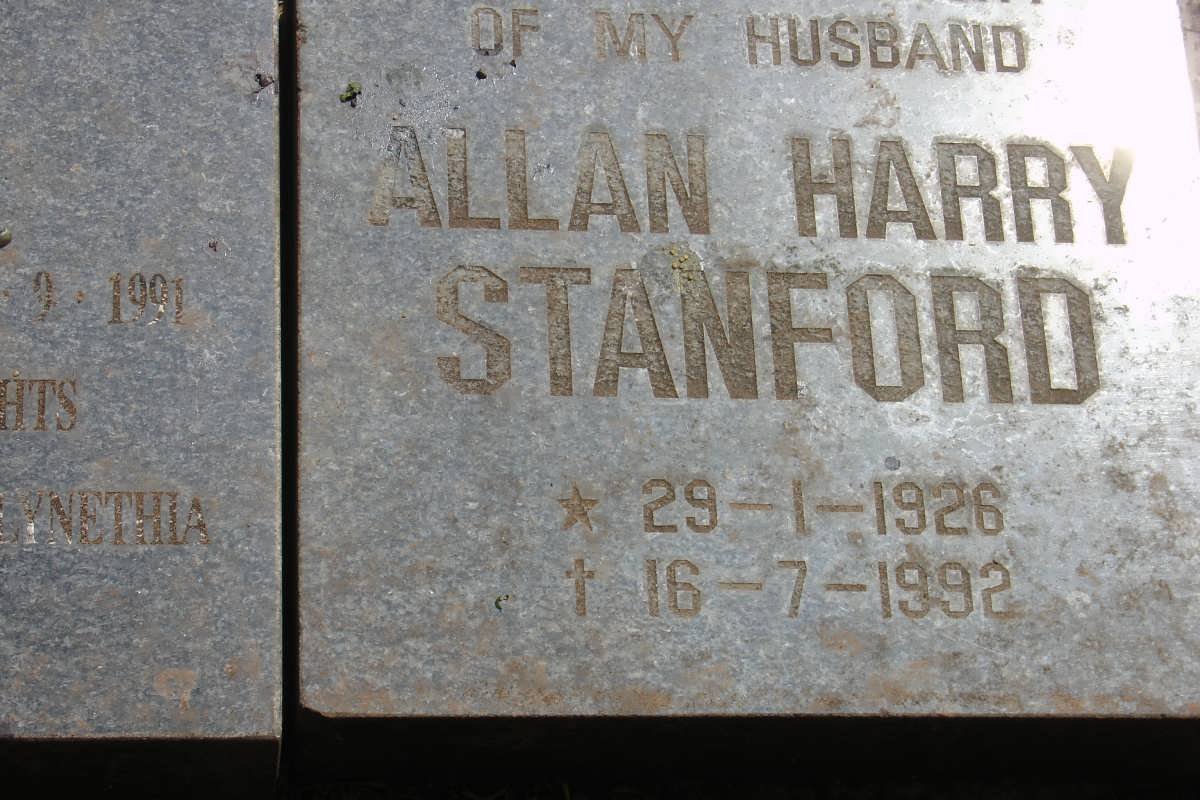 · 9 · 1991
HTS
LYNETHIA
OF MY HUSBAND
ALLAN HARRY
STANFORD
★ 29-1-1926
† 16-7-1992